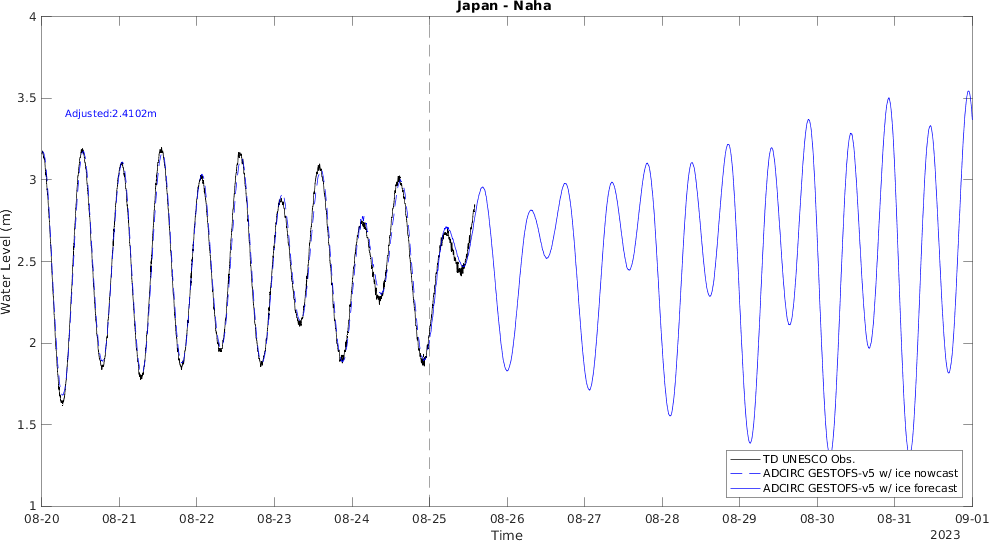 Japan - Naha
4
3.5
3
2.5
2
1.5
1
Water Level (m)
Adjusted:2.4102m
TD UNESCO Obs.
ADCIRC GESTOFS-v5 w/ ice nowcast
ADCIRC GESTOFS-v5 w/ ice forecast
08-20 08-21 08-22 08-23 08-24 08-25 08-26 08-27 08-28 08-29 08-30 08-31 09-01
Time
2023